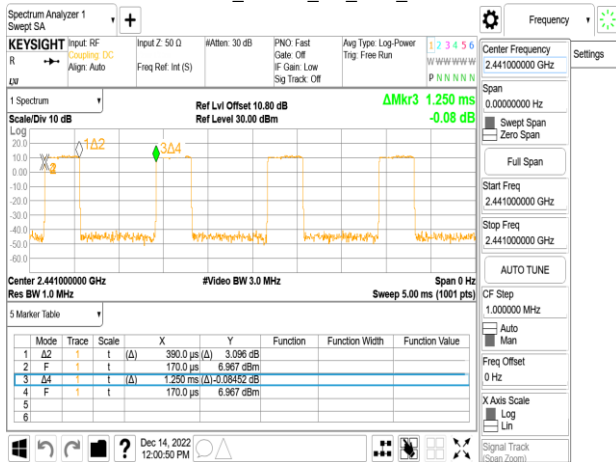 Spectrum Analyzer 1
Swept SA
+
Frequency
KEYSIGHT
R
LXI
Input: RF
Coupling: DC
Align: Auto
Input Z: 50 Ω
Freq Ref: Int (S)
#Atten: 30 dB
PNO: Fast
Gate: Off
IF Gain: Low
Sig Track: Off
Avg Type: Log-Power
Trig: Free Run
1 2 3 4 5 6
W W W W W W
P N N N N N
1 Spectrum
Scale/Div 10 dB
Log
Ref Lvl Offset 10.80 dB
Ref Level 30.00 dBm
ΔMkr3 1.250 ms
-0.08 dB
20.0
10.0
0.00
-10.0
-20.0
-30.0
-40.0
-50.0
-60.0
1Δ2
3Δ4
Center 2.441000000 GHz
Res BW 1.0 MHz
#Video BW 3.0 MHz
Span 0 Hz
Sweep 5.00 ms (1001 pts)
5 Marker Table
Mode Trace Scale X Y Function Function Width Function Value
1 Δ2 1 t (Δ) 390.0 µs (Δ) 3.096 dB
2 F 1 t 170.0 µs 6.967 dBm
3 Δ4 1 t (Δ) 1.250 ms (Δ) -0.08452 dB
4 F 1 t 170.0 µs 6.967 dBm
5
6
?
Dec 14, 2022
12:00:50 PM
Center Frequency
2.441000000 GHz
Settings
Span
0.00000000 Hz
Swept Span
Zero Span
Full Span
Start Freq
2.441000000 GHz
Stop Freq
2.441000000 GHz
AUTO TUNE
CF Step
1.000000 MHz
Auto
Man
Freq Offset
0 Hz
X Axis Scale
Log
Lin
Signal Track
(Span Zoom)